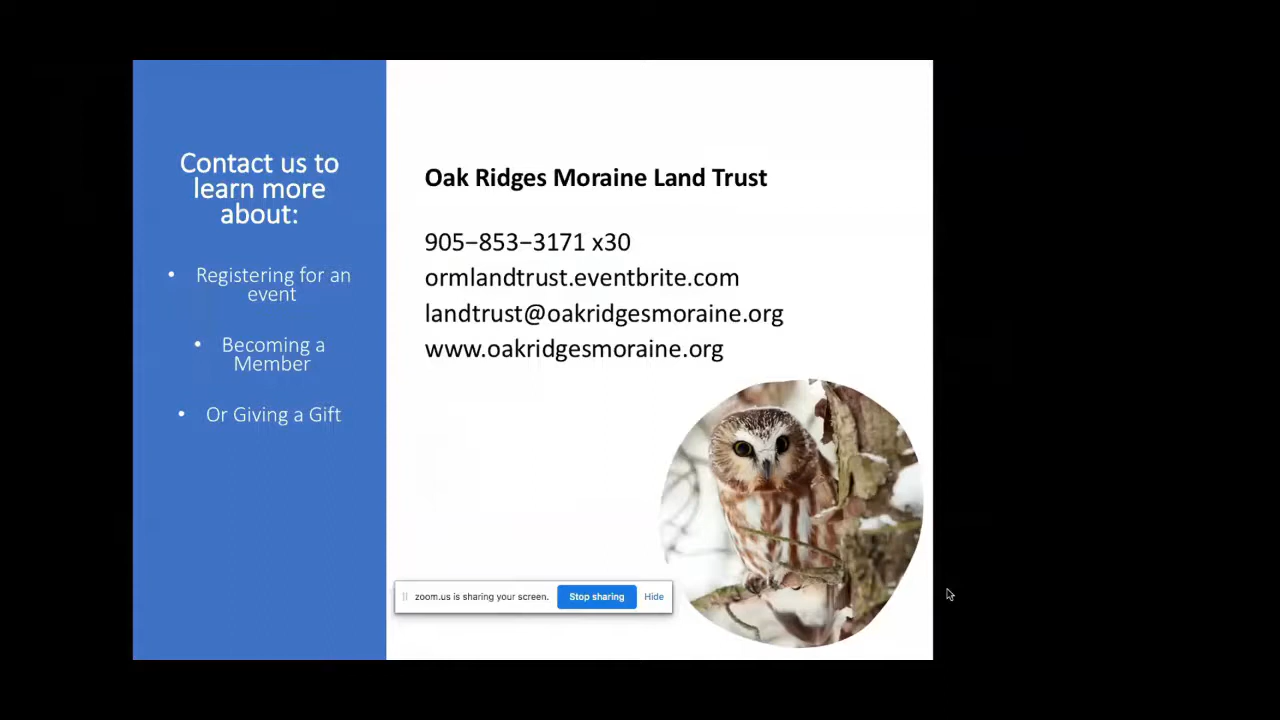 Contact us to
learn more
about:
• Registering for an
event
• Becoming a
Member
• Or Giving a Gift
Oak Ridges Moraine Land Trust
905–853–3171 x30
ormlandtrust.eventbrite.com
landtrust@oakridgesmoraine.org
www.oakridgesmoraine.org
zoom.us is sharing your screen. Stop sharing Hide